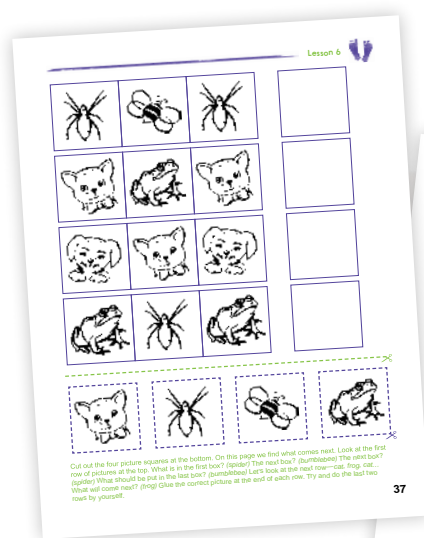 Lesson 6
Cut out the four picture squares at the bottom. On this page we find what comes next. Look at the first
row of pictures at the top. What is in the first box? (spider) The next box? (bumblebee) The next box?
(spider) What should be put in the last box? (bumblebee) Let's look at the next row—cat, frog, cat...
What will come next? (frog) Glue the correct picture at the end of each row. Try and do the last two
rows by yourself.
37